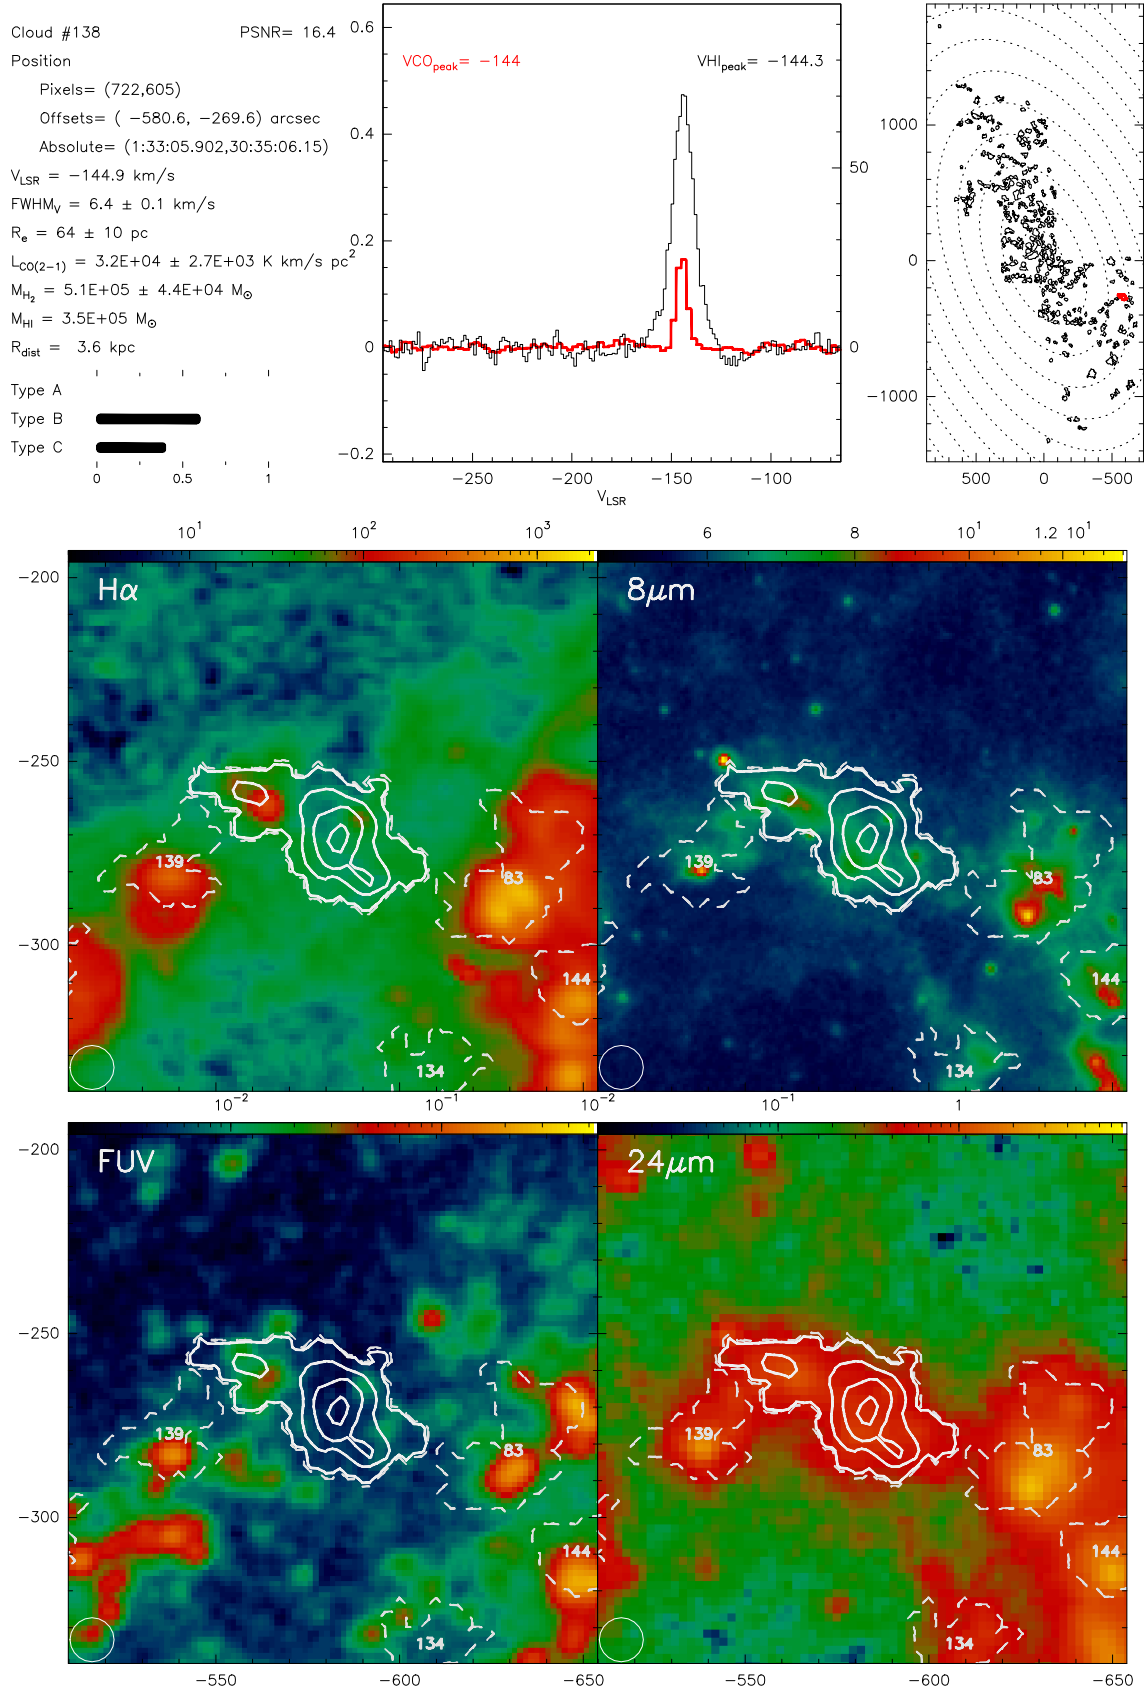 Cloud #138 PSNR= 16.4
Position
Pixels= (722,605)
Offsets= ( −580.6, −269.6) arcsec
Absolute= (1:33:05.902,30:35:06.15)
V_LSR = −144.9 km/s
FWHM_V = 6.4 ± 0.1 km/s
R_e = 64 ± 10 pc
L_CO(2−1) = 3.2E+04 ± 2.7E+03 K km/s pc²
M_H₂ = 5.1E+05 ± 4.4E+04 M⊙
M_HI = 3.5E+05 M⊙
R_dist = 3.6 kpc
Type A
Type B
Type C
0 0.5 1
VCO_peak= −144 VHI_peak= −144.3
0.6
0.4
0.2
0
−0.2
50
0
−250 −200 −150 −100
V_LSR
1000
0
−1000
500 0 −500
10¹ 10² 10³
6 8 10¹ 1.2 10¹
Hα
8μm
−200
−250
−300
139
83
144
134
139
83
144
134
10⁻² 10⁻¹
10⁻² 10⁻¹ 1
FUV
24μm
−200
−250
−300
139
83
144
134
139
83
144
134
−550 −600 −650
−550 −600 −650